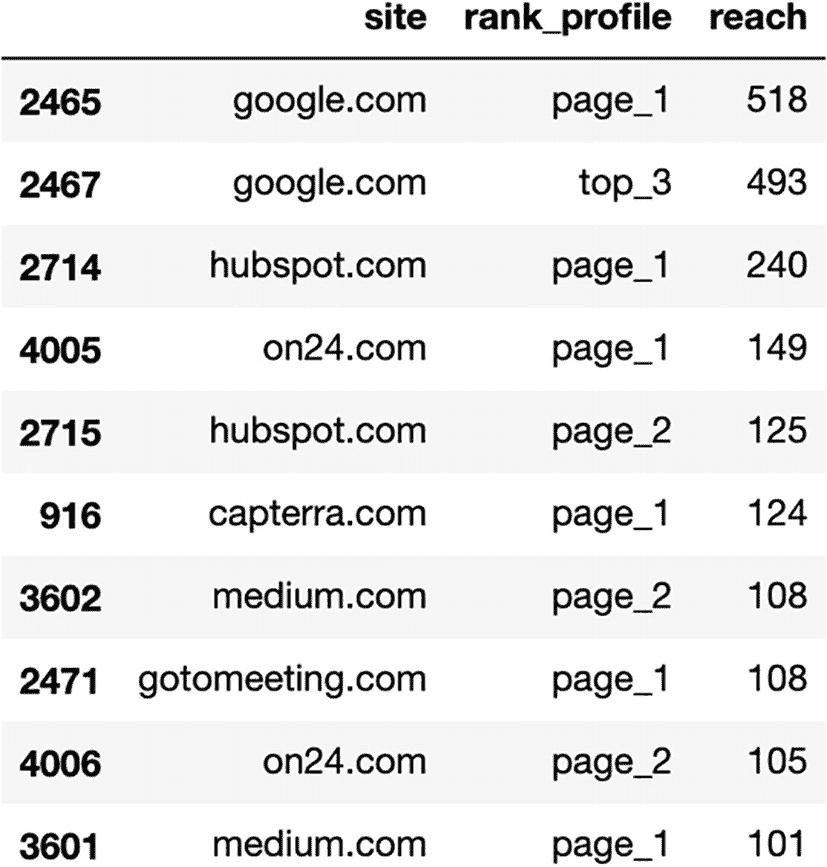 site rank_profile reach
2465 google.com page_1 518
2467 google.com top_3 493
2714 hubspot.com page_1 240
4005 on24.com page_1 149
2715 hubspot.com page_2 125
916 capterra.com page_1 124
3602 medium.com page_2 108
2471 gotomeeting.com page_1 108
4006 on24.com page_2 105
3601 medium.com page_1 101